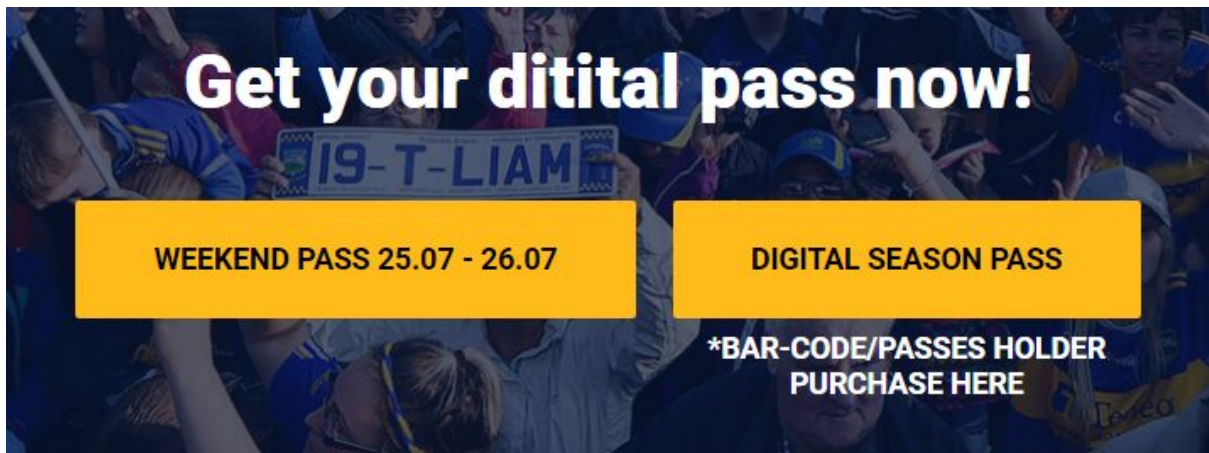 Get your ditital pass now!
19-T-LIAM
WEEKEND PASS 25.07 - 26.07
DIGITAL SEASON PASS
*BAR-CODE/PASSES HOLDER
PURCHASE HERE